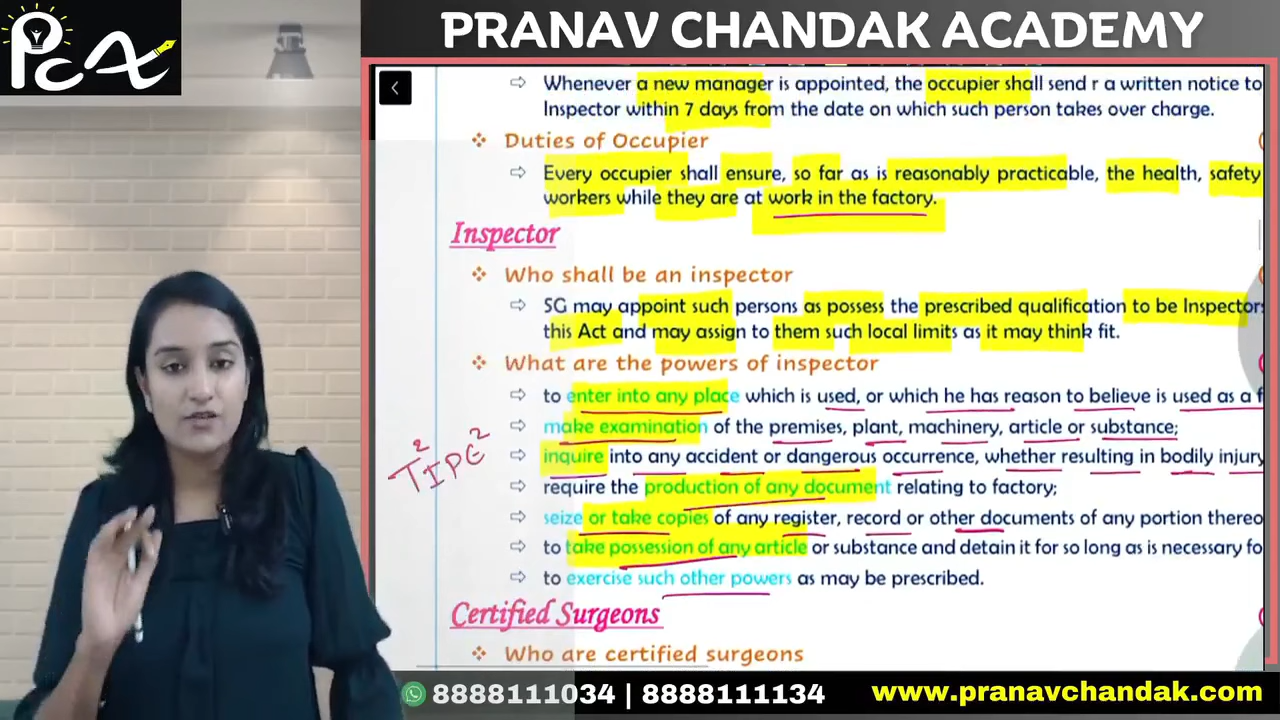 PCA
PRANAV CHANDAK ACADEMY
⇨ Whenever a new manager is appointed, the occupier shall send r a written notice to
Inspector within 7 days from the date on which such person takes over charge.
❖ Duties of Occupier
⇨ Every occupier shall ensure, so far as is reasonably practicable, the health, safety
workers while they are at work in the factory.
Inspector
❖ Who shall be an inspector
⇨ SG may appoint such persons as possess the prescribed qualification to be Inspectors
this Act and may assign to them such local limits as it may think fit.
❖ What are the powers of inspector
⇨ to enter into any place which is used, or which he has reason to believe is used as a f
⇨ make examination of the premises, plant, machinery, article or substance;
⇨ inquire into any accident or dangerous occurrence, whether resulting in bodily injury
⇨ require the production of any document relating to factory;
⇨ seize or take copies of any register, record or other documents of any portion thereo
⇨ to take possession of any article or substance and detain it for so long as is necessary fo
⇨ to exercise such other powers as may be prescribed.
T²IPE²
Certified Surgeons
❖ Who are certified surgeons
8888111034 | 8888111134
www.pranavchandak.com